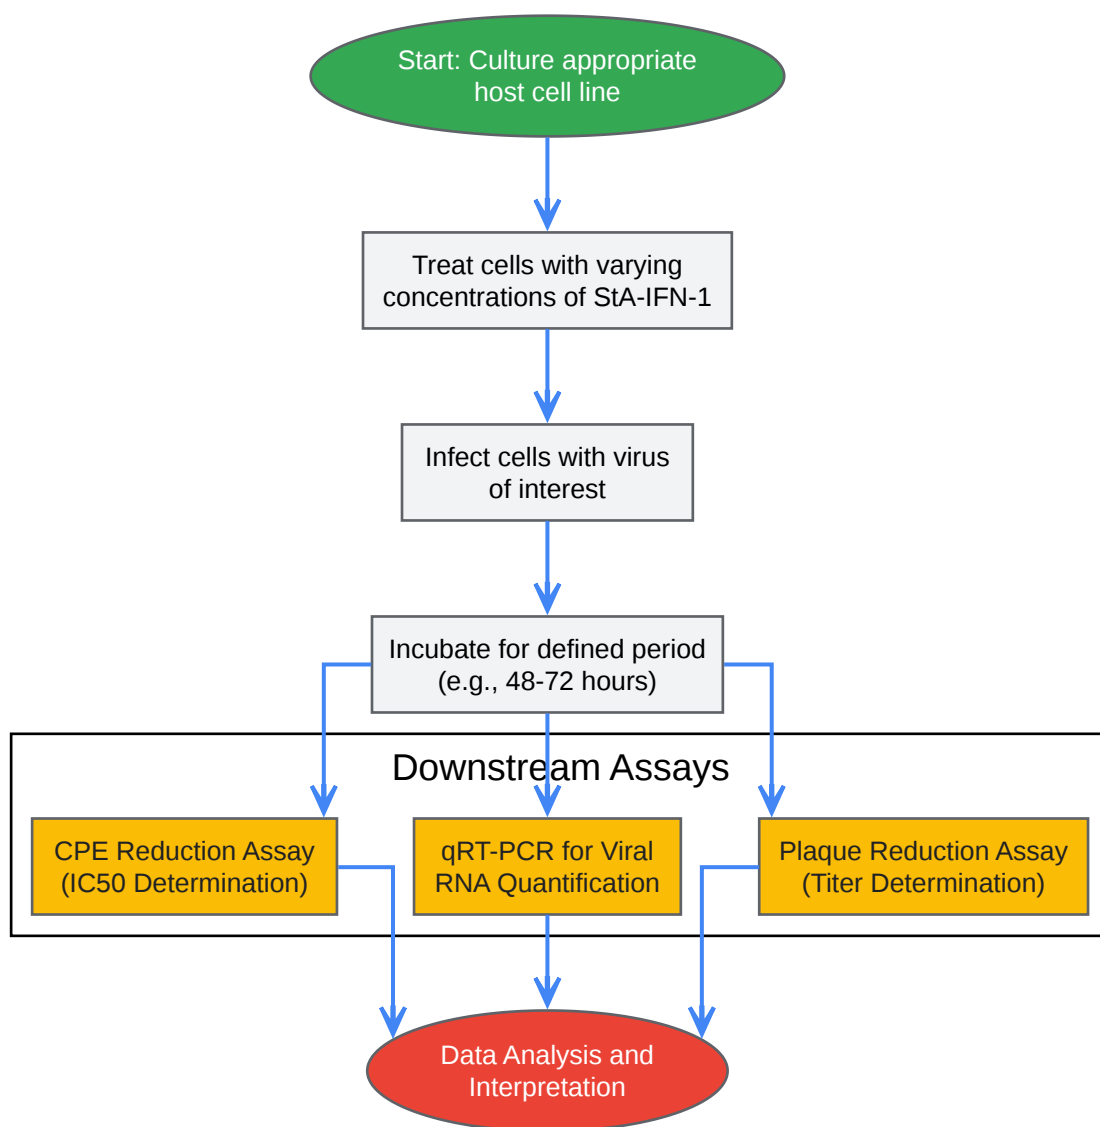 Start: Culture appropriate
host cell line
Treat cells with varying
concentrations of StA-IFN-1
Infect cells with virus
of interest
Incubate for defined period
(e.g., 48-72 hours)
Downstream Assays
CPE Reduction Assay
(IC50 Determination)
qRT-PCR for Viral
RNA Quantification
Plaque Reduction Assay
(Titer Determination)
Data Analysis and
Interpretation